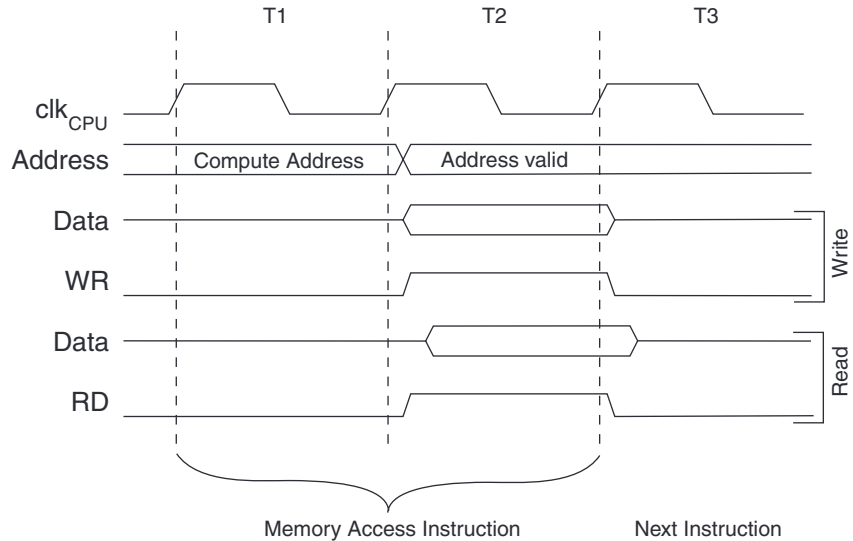 T1 T2 T3
clkCPU
Address Compute Address Address valid
Data
WR
Write
Data
RD
Read
Memory Access Instruction Next Instruction